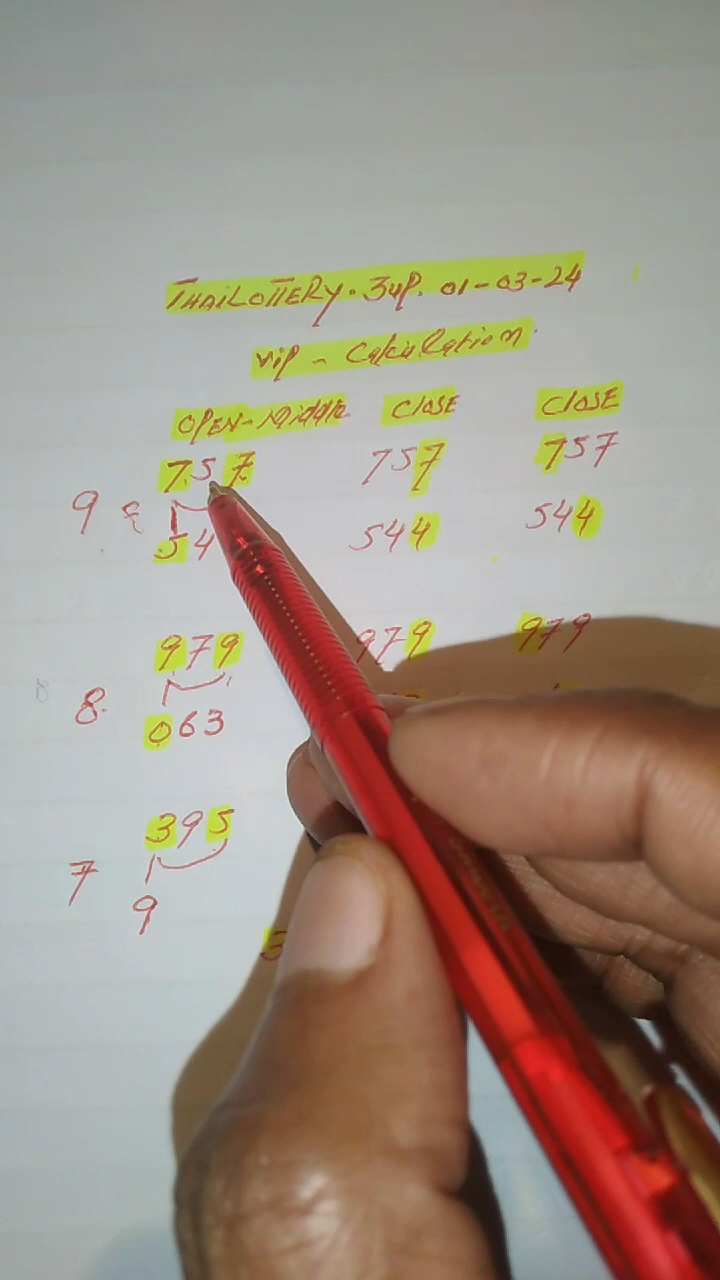 THAILOTTERY. 3UP. 01-03-24
VIP - Calculation.
OPEN-Middle CLOSE CLOSE
757 757 757
9
54 544 544
979 979 979
8.
063
395
7
9